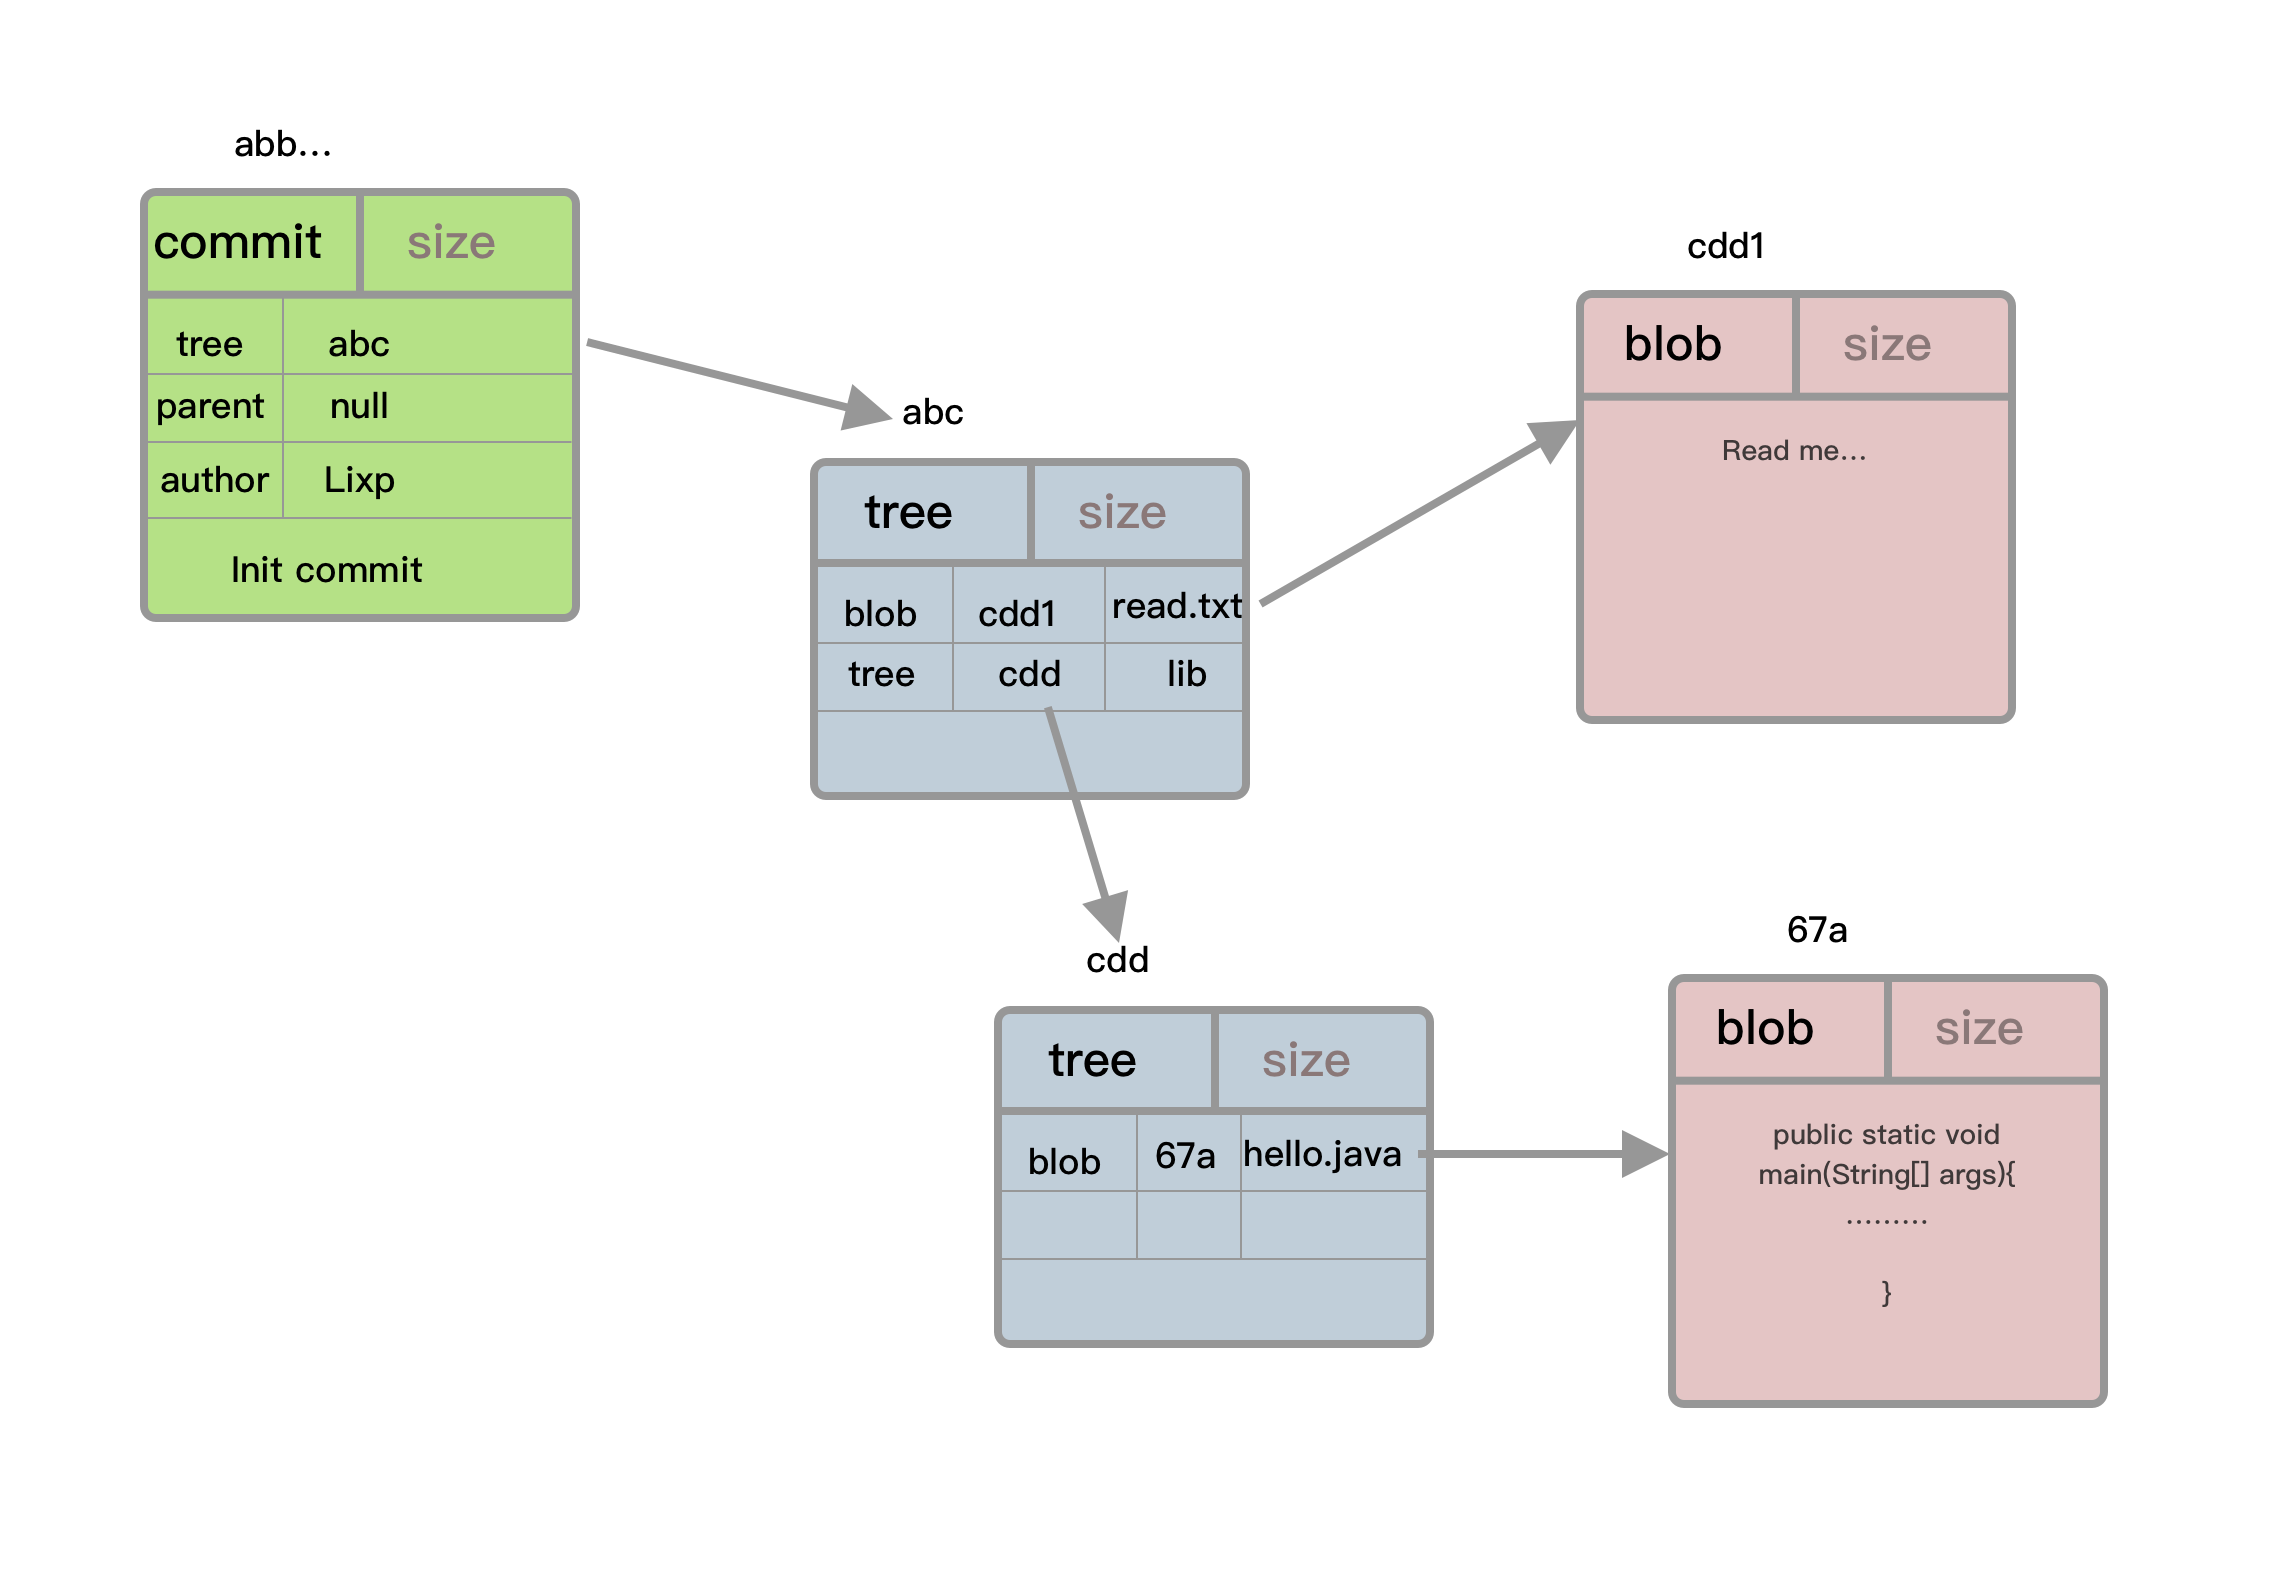 abb...
commit size
tree abc
parent null
author Lixp
Init commit
abc
tree size
blob cdd1 read.txt
tree cdd lib
cdd1
blob size
Read me...
cdd
tree size
blob 67a hello.java
67a
blob size
public static void
main(String[] args){
.........
}